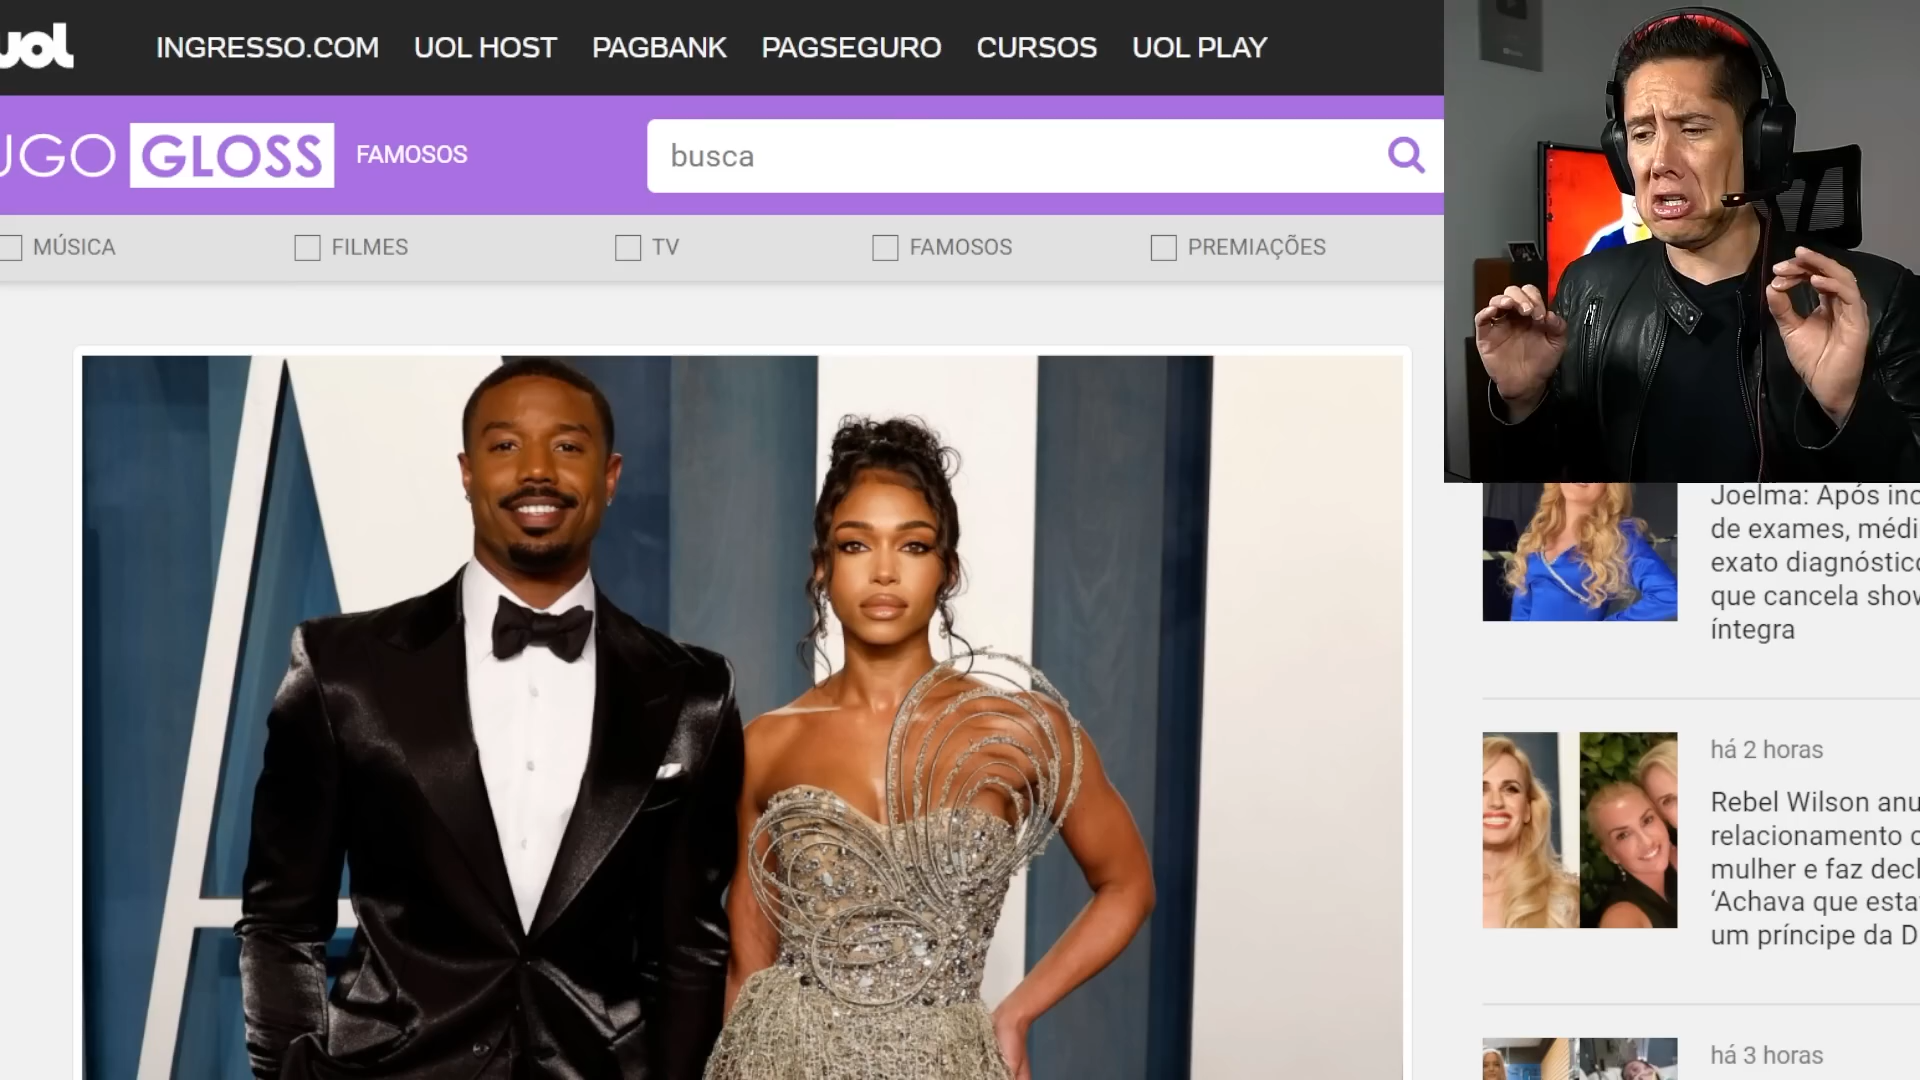 uol INGRESSO.COM UOL HOST PAGBANK PAGSEGURO CURSOS UOL PLAY
UGO GLOSS FAMOSOS busca
MÚSICA FILMES TV FAMOSOS PREMIAÇÕES
Joelma: Após inc
de exames, médi
exato diagnóstico
que cancela show
íntegra
há 2 horas
Rebel Wilson anu
relacionamento c
mulher e faz decl
‘Achava que esta
um príncipe da D
há 3 horas